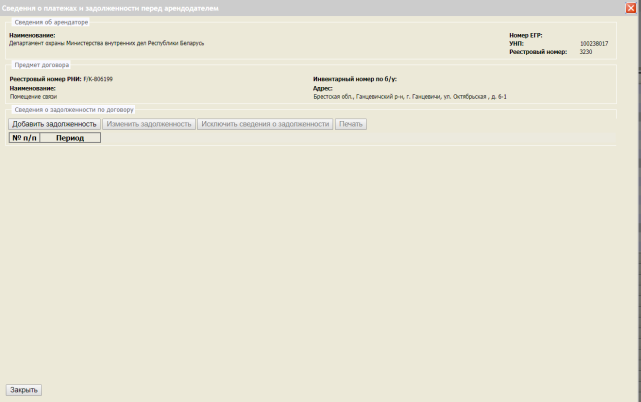 Сведения о платежах и задолженности перед арендодателем
Сведения об арендаторе
Наименование:
Департамент охраны Министерства внутренних дел Республики Беларусь
Номер ЕГР:
УНП: 100238017
Реестровый номер: 3230
Предмет договора
Реестровый номер РНИ: F/K-806199
Наименование:
Помещение связи
Инвентарный номер по б/у:
Адрес:
Брестская обл., Ганцевичский р-н, г. Ганцевичи, ул. Октябрьская , д. 6-1
Сведения о задолженности по договору
Добавить задолженность Изменить задолженность Исключить сведения о задолженности Печать
№ п/п Период
Закрыть